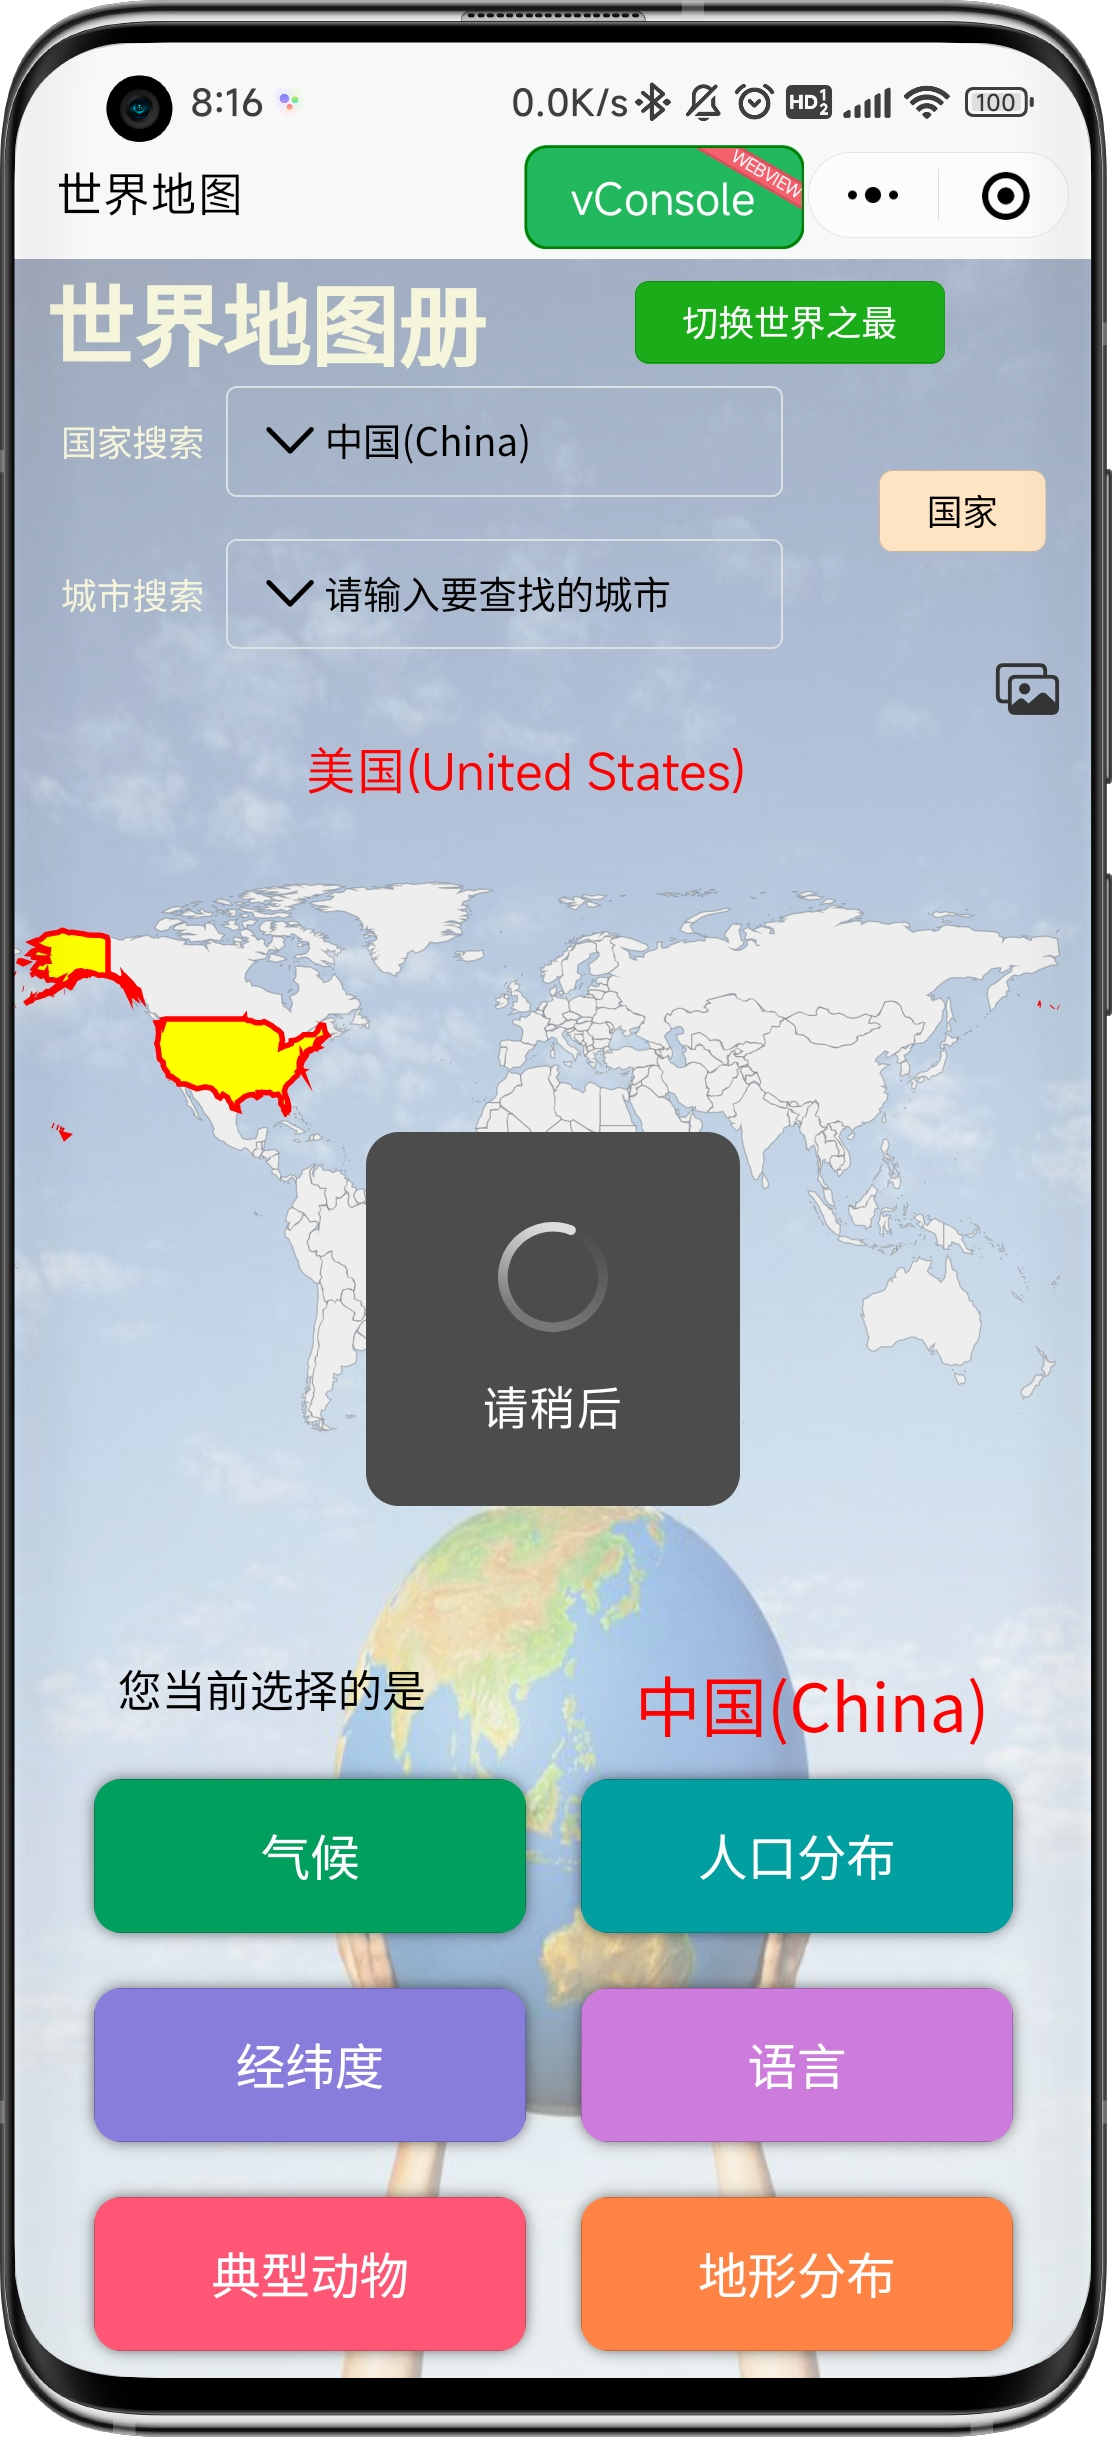 8:16
0.0K/s
HD 1 2
100
世界地图
vConsole
WEBVIEW
世界地图册
切换世界之最
国家搜索
中国(China)
国家
城市搜索
请输入要查找的城市
美国(United States)
请稍后
您当前选择的是
中国(China)
气候
人口分布
经纬度
语言
典型动物
地形分布